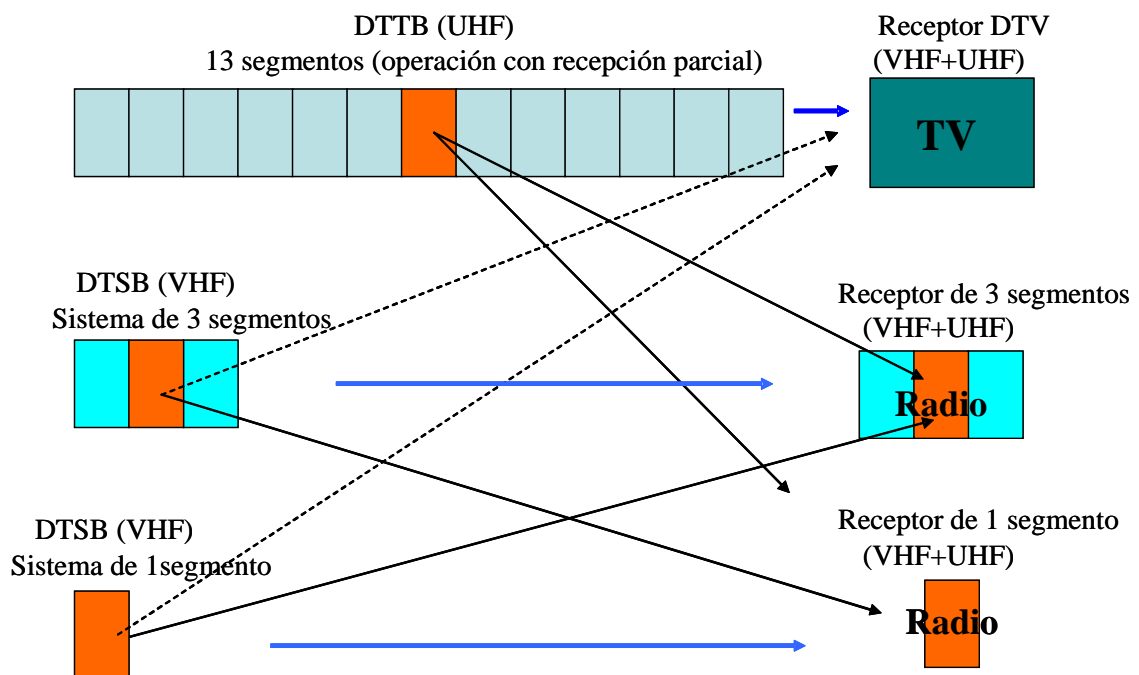 DTTB (UHF)
13 segmentos (operación con recepción parcial)
Receptor DTV
(VHF+UHF)
TV
DTSB (VHF)
Sistema de 3 segmentos
Receptor de 3 segmentos
(VHF+UHF)
Radio
DTSB (VHF)
Sistema de 1segmento
Receptor de 1 segmento
(VHF+UHF)
Radio